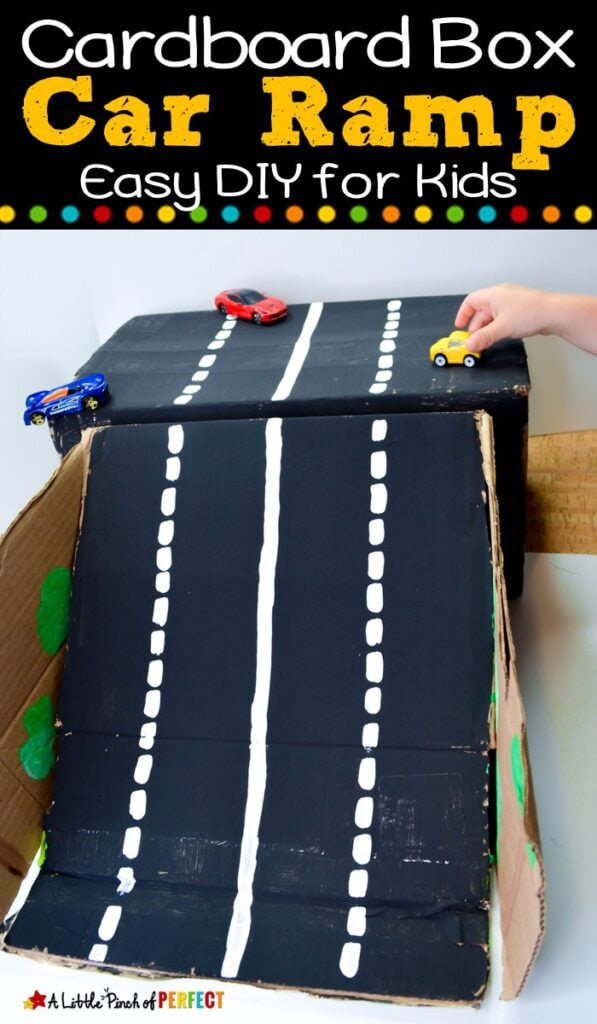 Cardboard Box
Car Ramp
Easy DIY for Kids
A Little Pinch of PERFECT